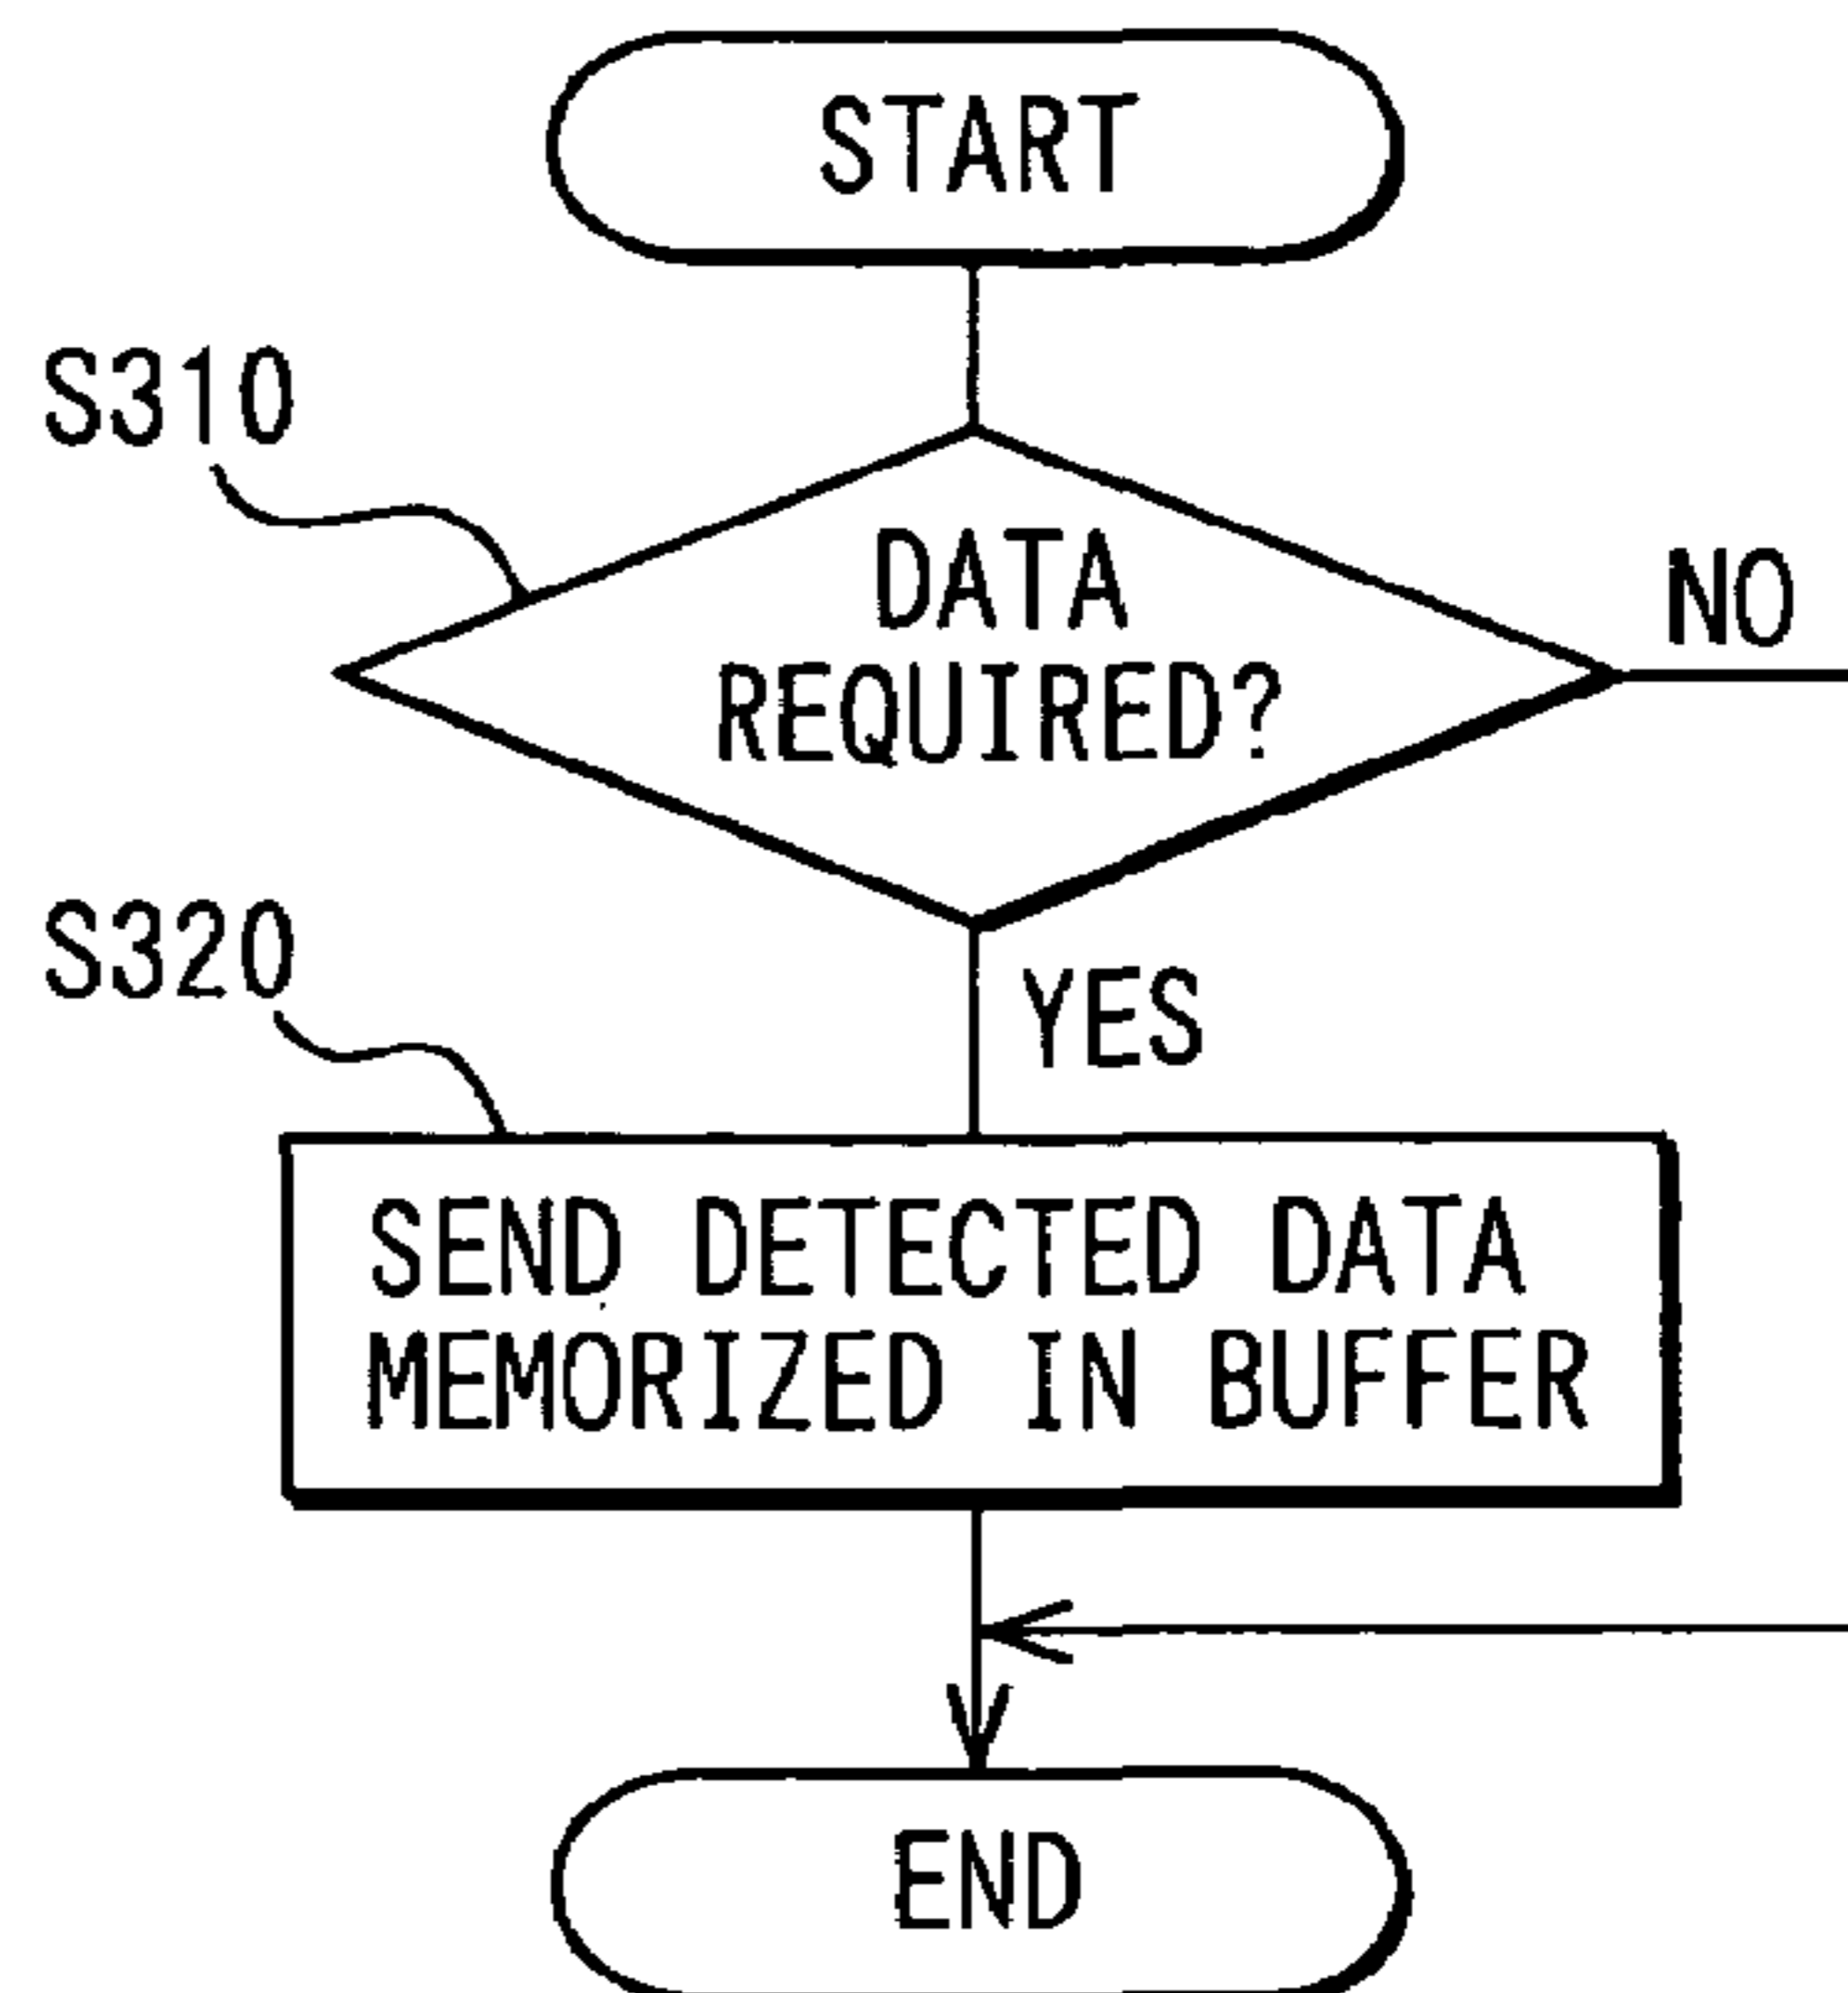 START
S310
DATA
REQUIRED?
NO
S320
YES
SEND DETECTED DATA
MEMORIZED IN BUFFER
END